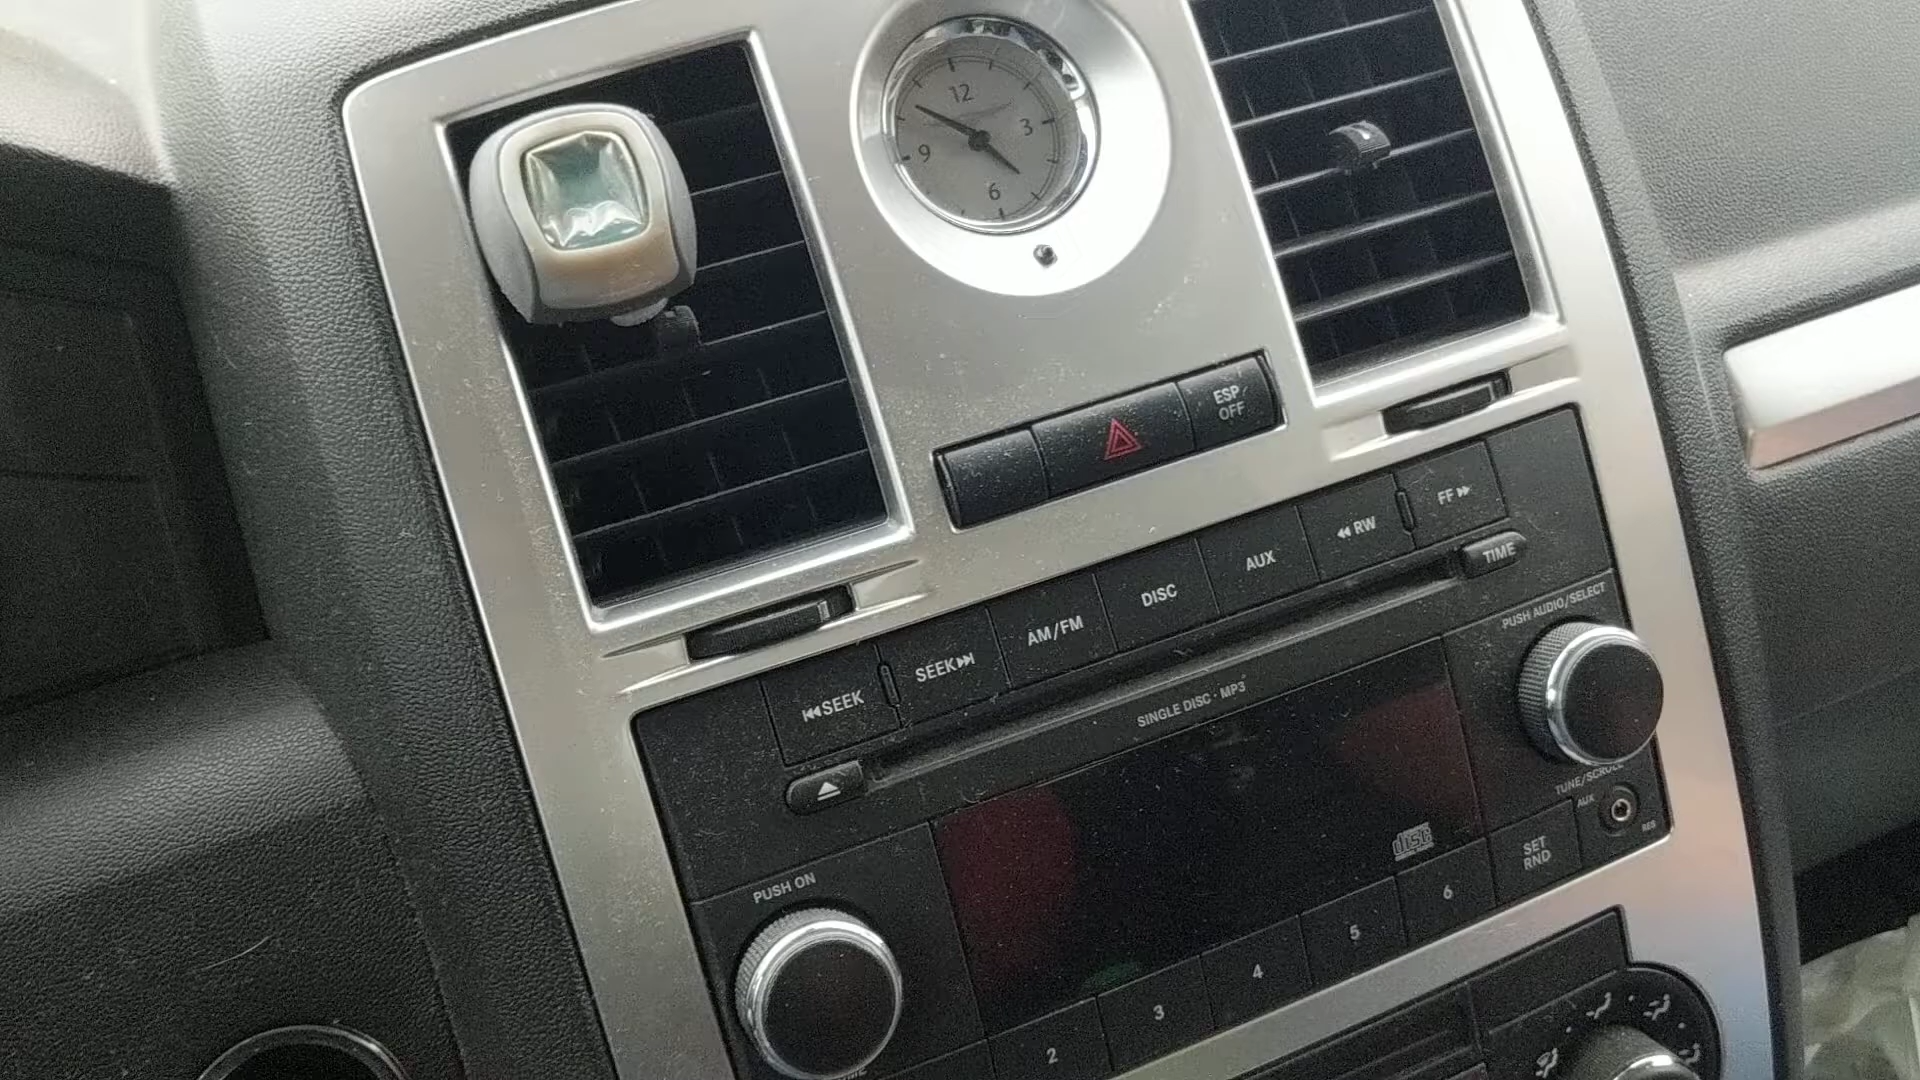 12
3
9
6
ESP
OFF
SEEK
SEEK
AM/FM
DISC
AUX
RW
FF
TIME
SINGLE DISC · MP3
PUSH AUDIO/SELECT
TUNE/SCROLL
AUX
disc
SET
RND
PUSH ON
2
3
4
5
6